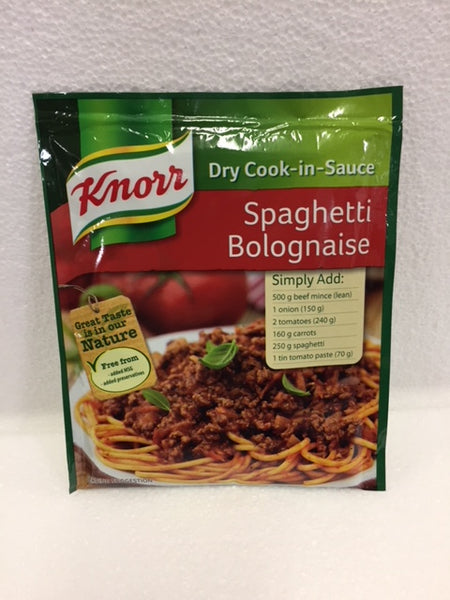 Knorr
Dry Cook-in-Sauce
Spaghetti
Bolognaise
Simply Add:
500 g beef mince (lean)
1 onion (150 g)
2 tomatoes (240 g)
160 g carrots
250 g spaghetti
1 tin tomato paste (70 g)
Great Taste
is in our
Nature
Free from
- added MSG
- added preservatives
SUGGESTION